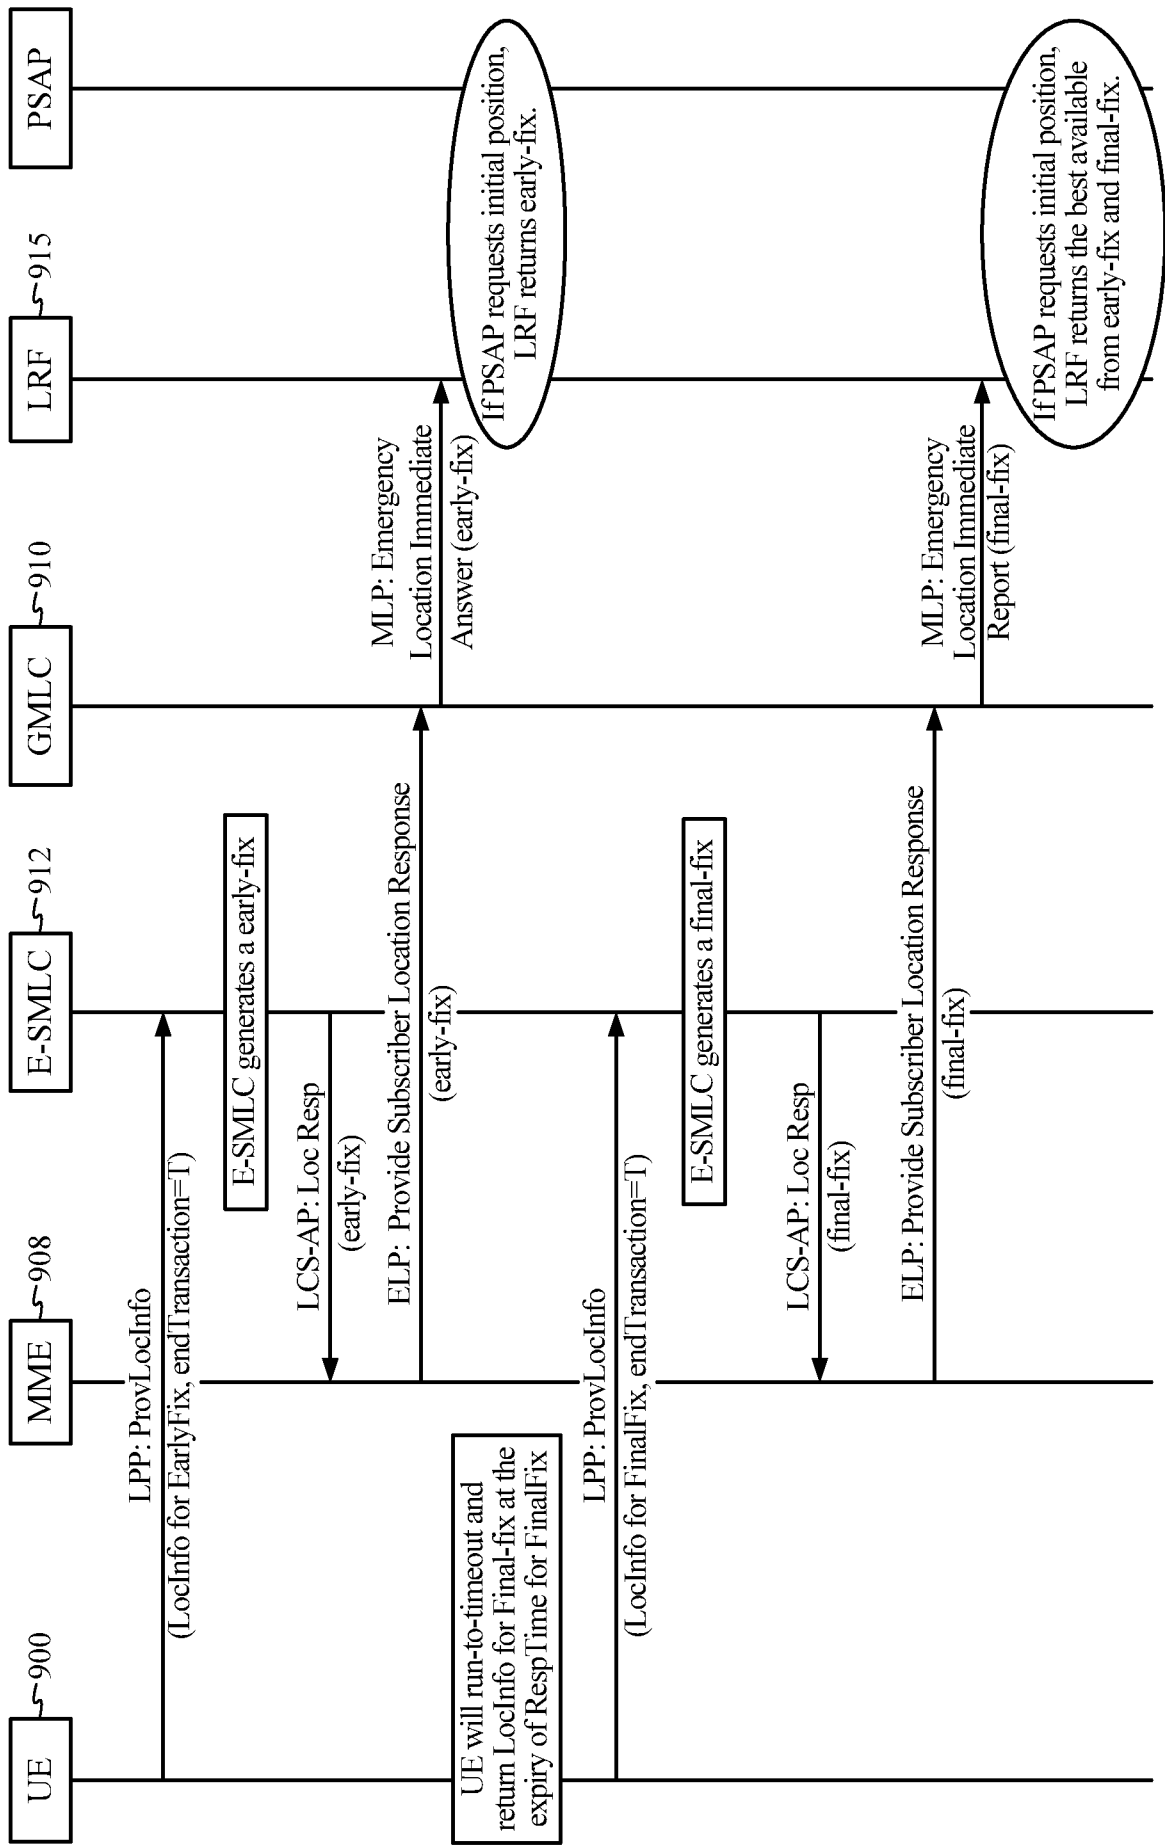 UE
900
MME
908
E-SMLC
912
GMLC
910
LRF
915
PSAP
LPP: ProvLocInfo
(LocInfo for EarlyFix, endTransaction=T)
E-SMLC generates a early-fix
LCS-AP: Loc Resp
(early-fix)
ELP: Provide Subscriber Location Response
(early-fix)
MLP: Emergency
Location Immediate
Answer (early-fix)
If PSAP requests initial position,
LRF returns early-fix.
UE will run-to-timeout and
return LocInfo for Final-fix at the
expiry of RespTime for FinalFix
LPP: ProvLocInfo
(LocInfo for FinalFix, endTransaction=T)
E-SMLC generates a final-fix
LCS-AP: Loc Resp
(final-fix)
ELP: Provide Subscriber Location Response
(final-fix)
MLP: Emergency
Location Immediate
Report (final-fix)
If PSAP requests initial position,
LRF returns the best available
from early-fix and final-fix.